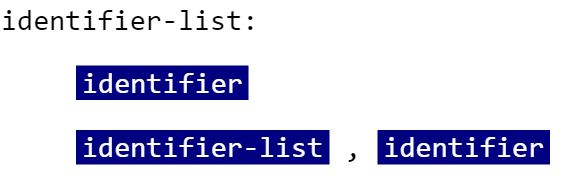 identifier-list:
identifier
identifier-list , identifier